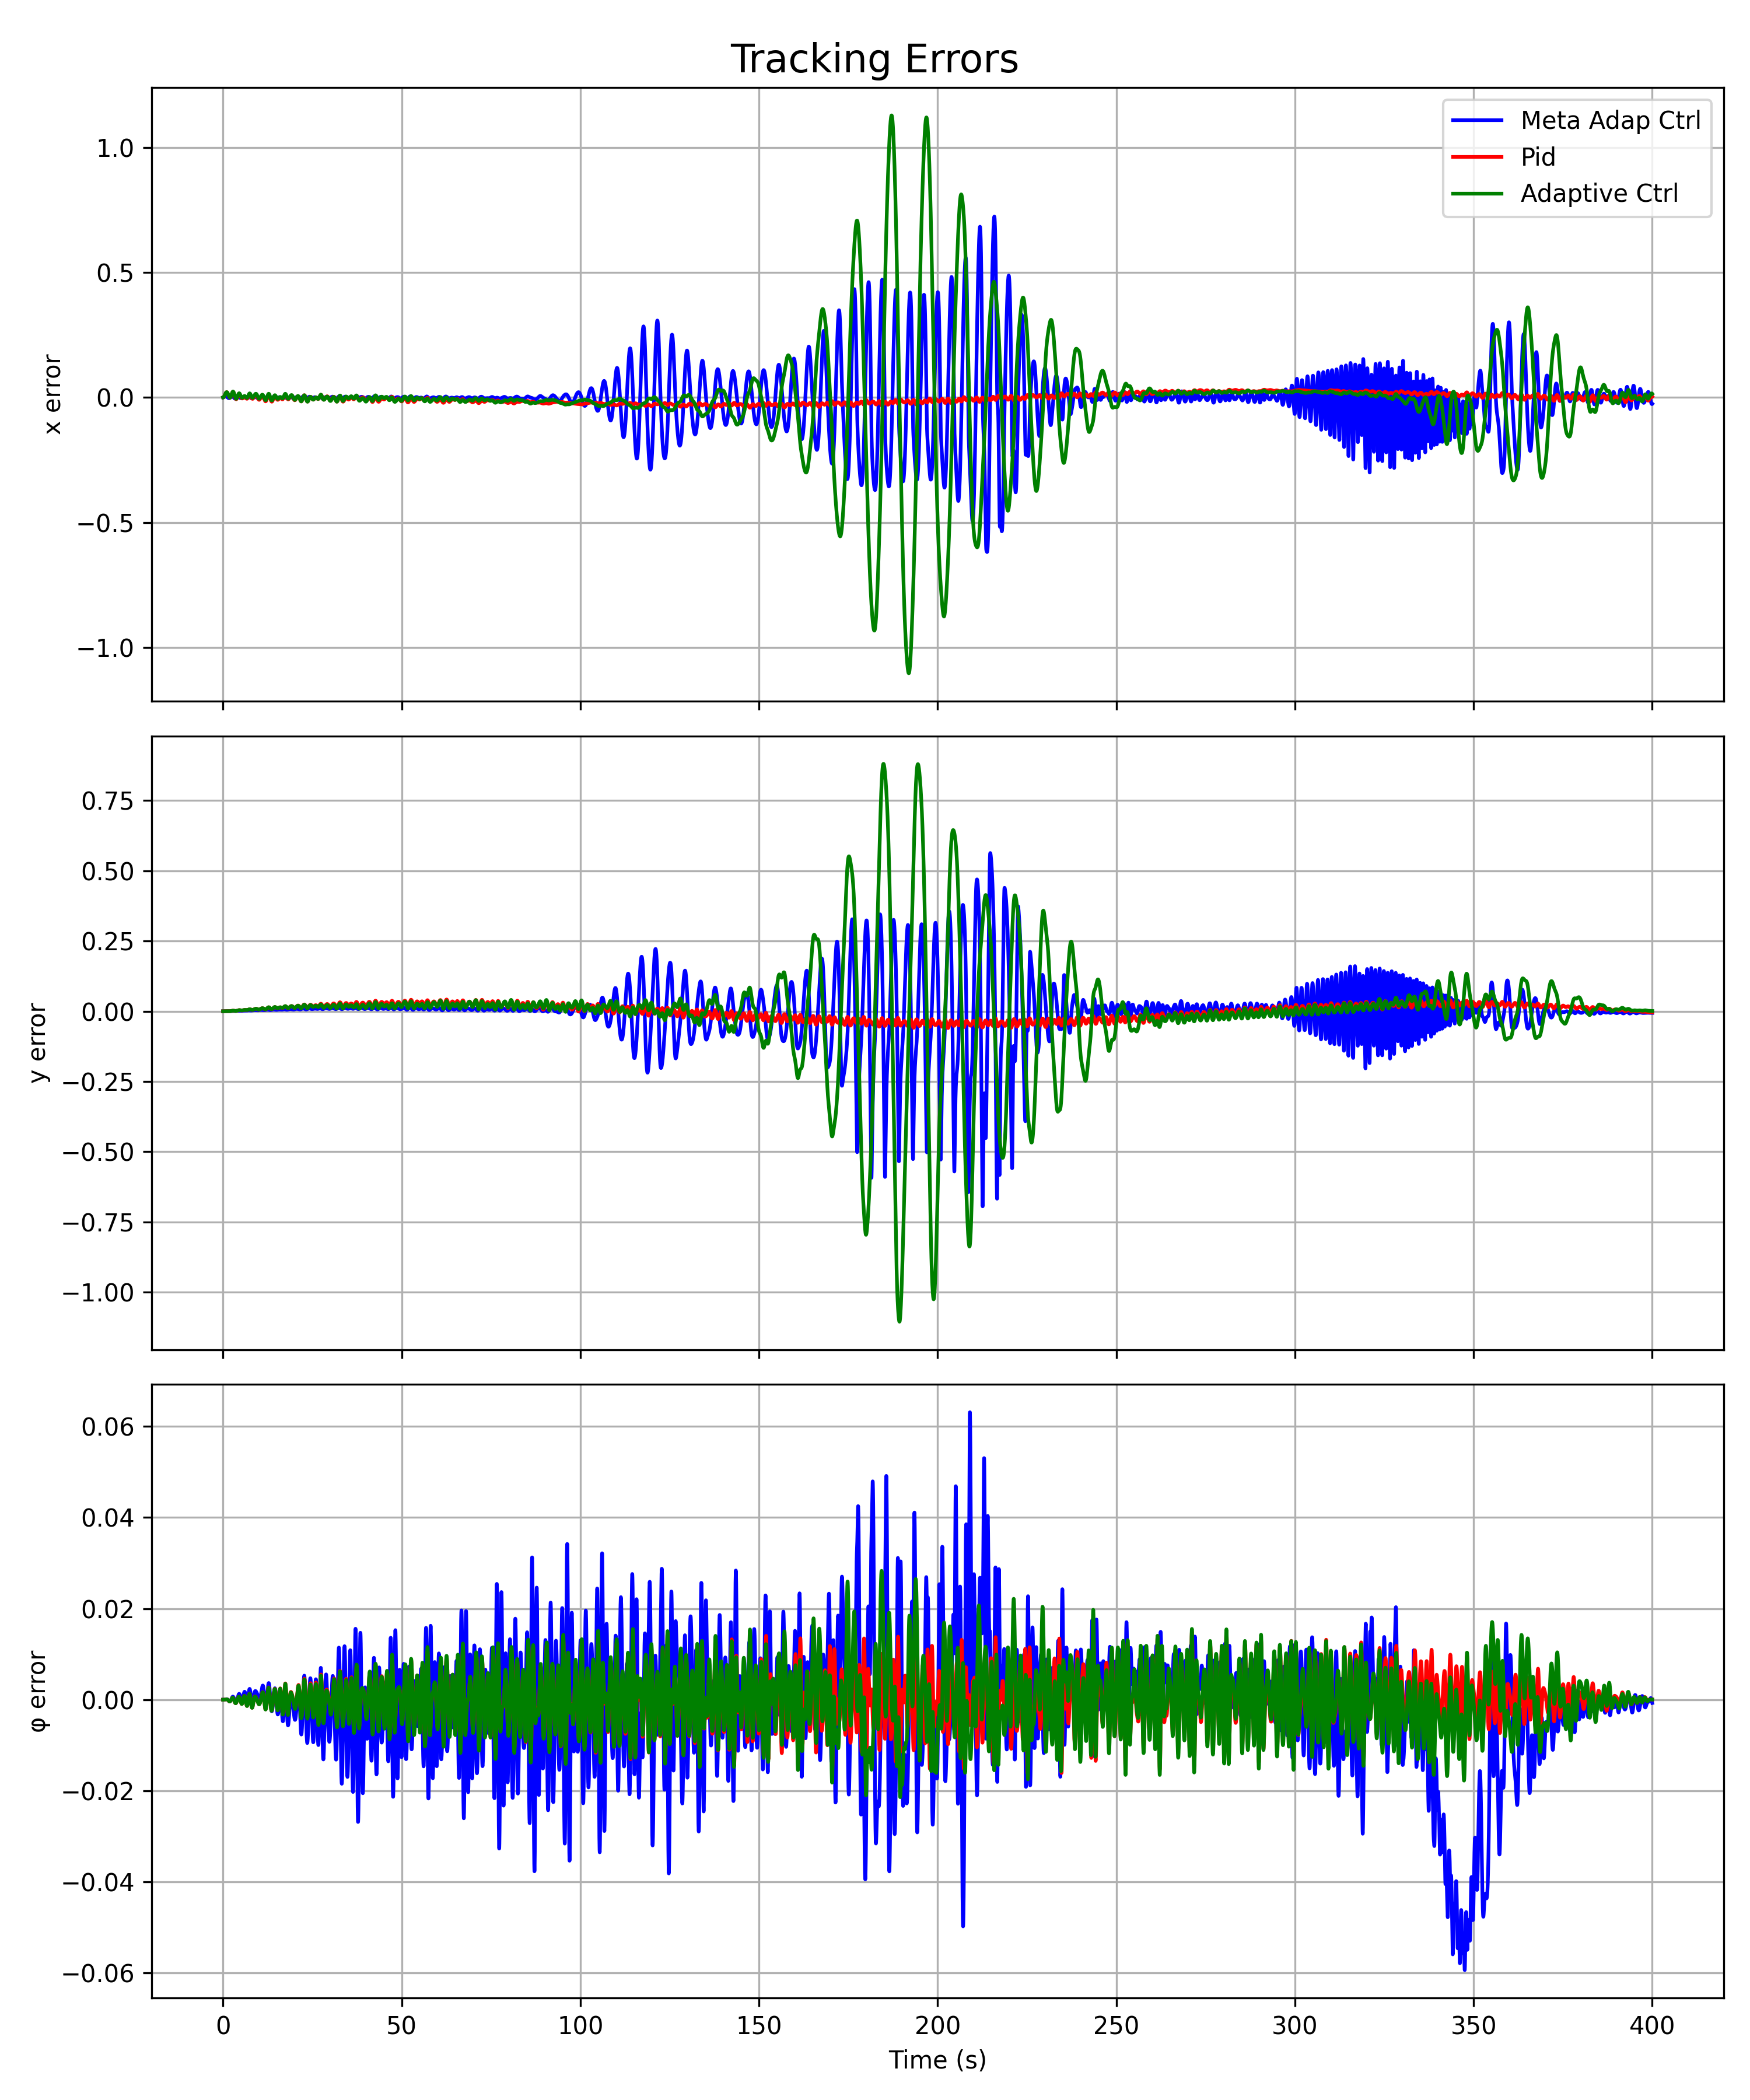 Tracking Errors
Meta Adap Ctrl
Pid
Adaptive Ctrl
1.0
0.5
0.0
−0.5
−1.0
x error
0.75
0.50
0.25
0.00
−0.25
−0.50
−0.75
−1.00
y error
0.06
0.04
0.02
0.00
−0.02
−0.04
−0.06
φ error
0 50 100 150 200 250 300 350 400
Time (s)